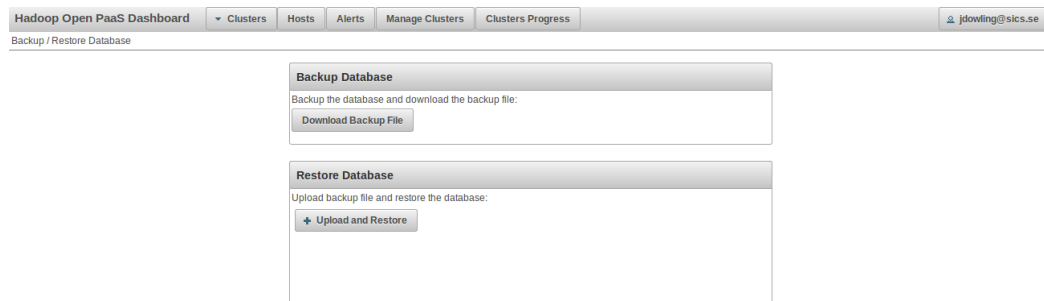 Hadoop Open PaaS Dashboard Clusters Hosts Alerts Manage Clusters Clusters Progress jdowling@sics.se
Backup / Restore Database
Backup Database
Backup the database and download the backup file:
Download Backup File
Restore Database
Upload backup file and restore the database:
Upload and Restore